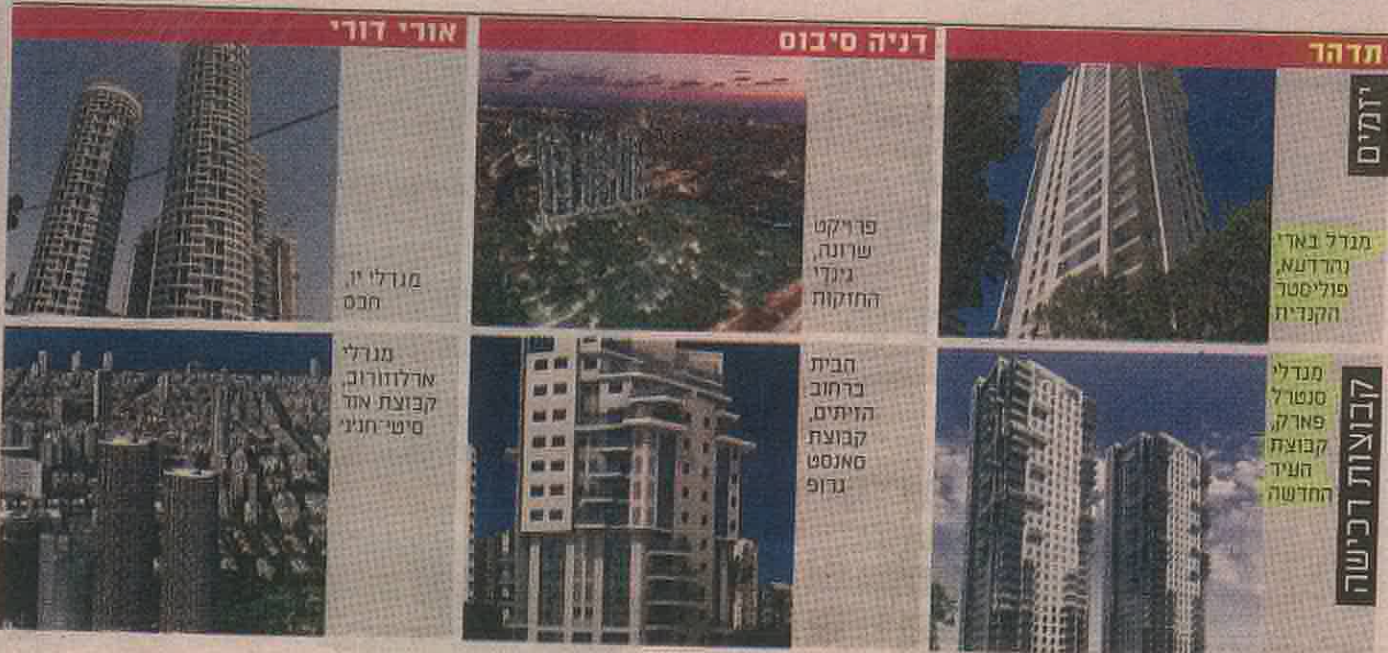 תדהר
דניה סיבוס
אורי דורי
יזמים
מגדל בארי
נהרדעא,
פוליסטר
הקנדית
פרויקט
שרונה,
גינדי
החזקות
מגדלי יו,
חבס
קבוצות רכישה
מגדלי
סנטרל
פארק,
קבוצת
העיר
החדשה
הבית
ברחוב
הזיתים,
קבוצת
סאנסט
גרופ
מגדלי
ארלוזורוב,
קבוצת אור
סיטי־חגיג׳